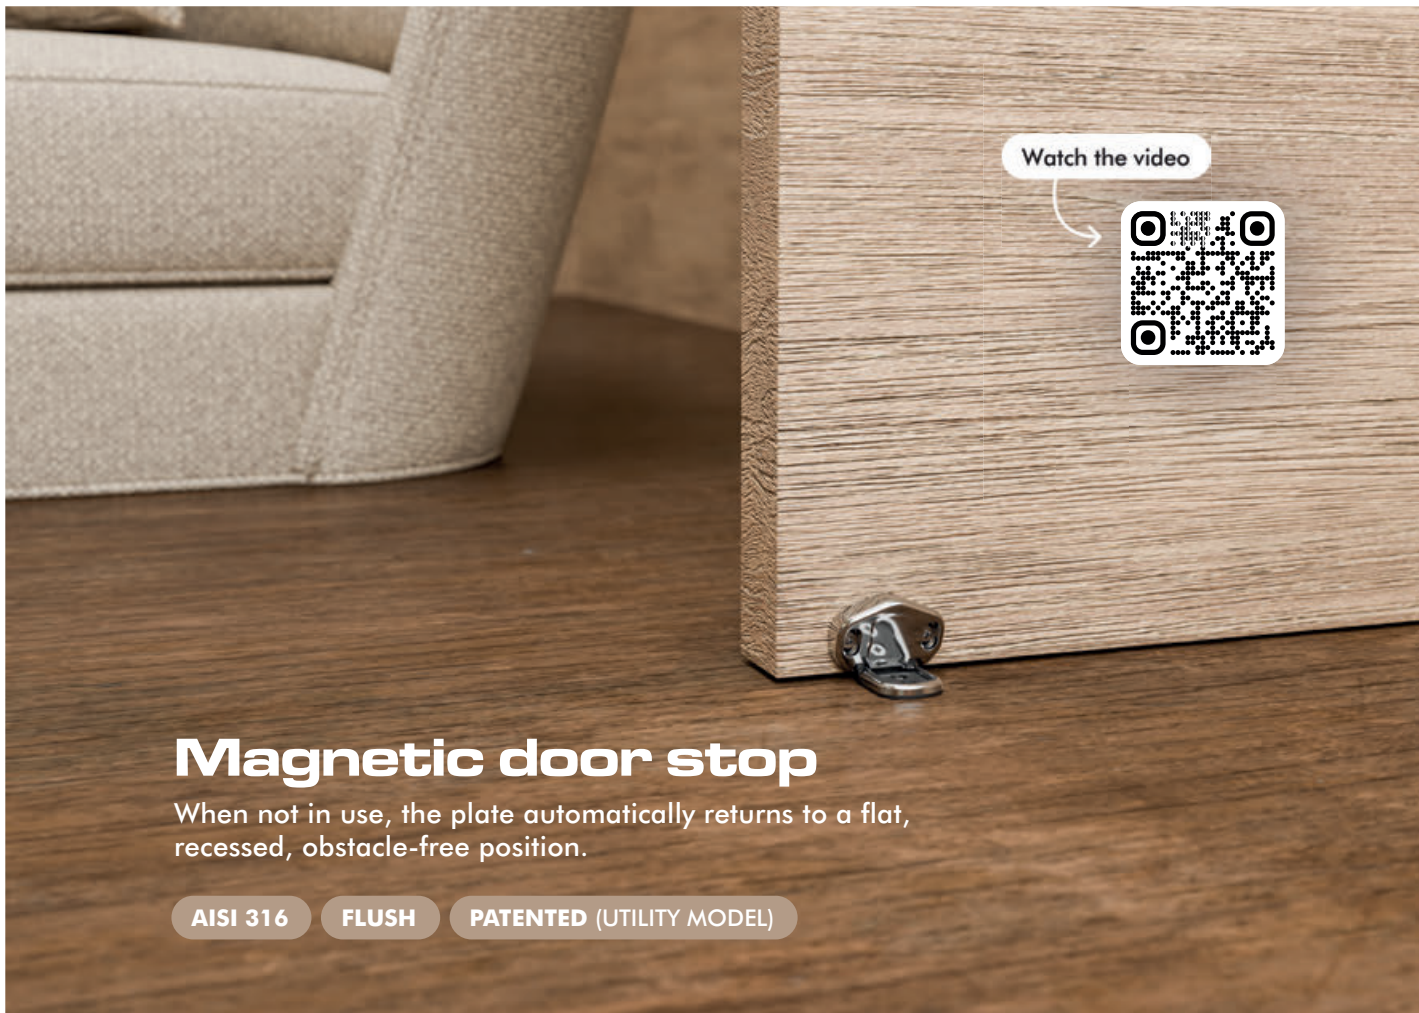 Watch the video
Magnetic door stop
When not in use, the plate automatically returns to a flat,
recessed, obstacle-free position.
AISI 316
FLUSH
PATENTED (UTILITY MODEL)